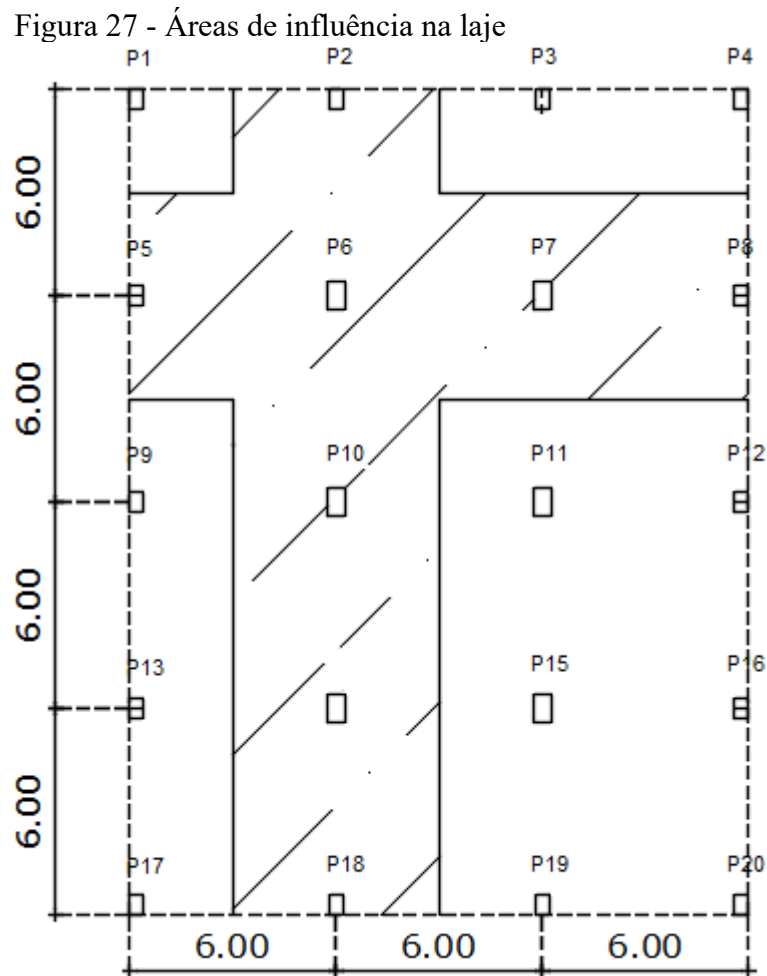 Figura 27 - Áreas de influência na laje
P1 P2 P3 P4
6.00
P5 P6 P7 P8
6.00
P9 P10 P11 P12
6.00
P13 P15 P16
6.00
P17 P18 P19 P20
6.00 6.00 6.00